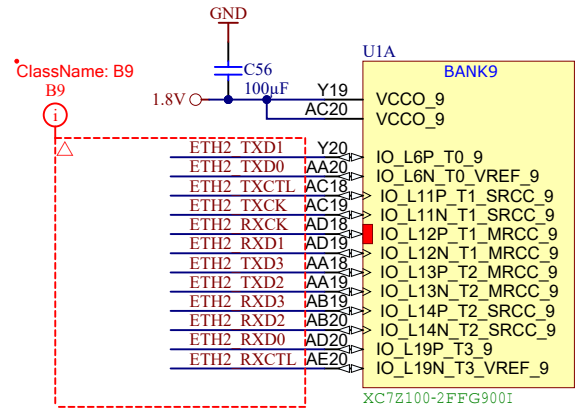 GND
U1A
ClassName: B9
B9
C56
100µF
1.8V
BANK9
Y19 VCCO_9
AC20 VCCO_9
ETH2_TXD1 Y20 IO_L6P_T0_9
ETH2_TXD0 AA20 IO_L6N_T0_VREF_9
ETH2_TXCTL AC18 IO_L11P_T1_SRCC_9
ETH2_TXCK AC19 IO_L11N_T1_SRCC_9
ETH2_RXCK AD18 IO_L12P_T1_MRCC_9
ETH2_RXD1 AD19 IO_L12N_T1_MRCC_9
ETH2_TXD3 AA18 IO_L13P_T2_MRCC_9
ETH2_TXD2 AA19 IO_L13N_T2_MRCC_9
ETH2_RXD3 AB19 IO_L14P_T2_SRCC_9
ETH2_RXD2 AB20 IO_L14N_T2_SRCC_9
ETH2_RXD0 AD20 IO_L19P_T3_9
ETH2_RXCTL AE20 IO_L19N_T3_VREF_9
XC7Z100-2FFG900I